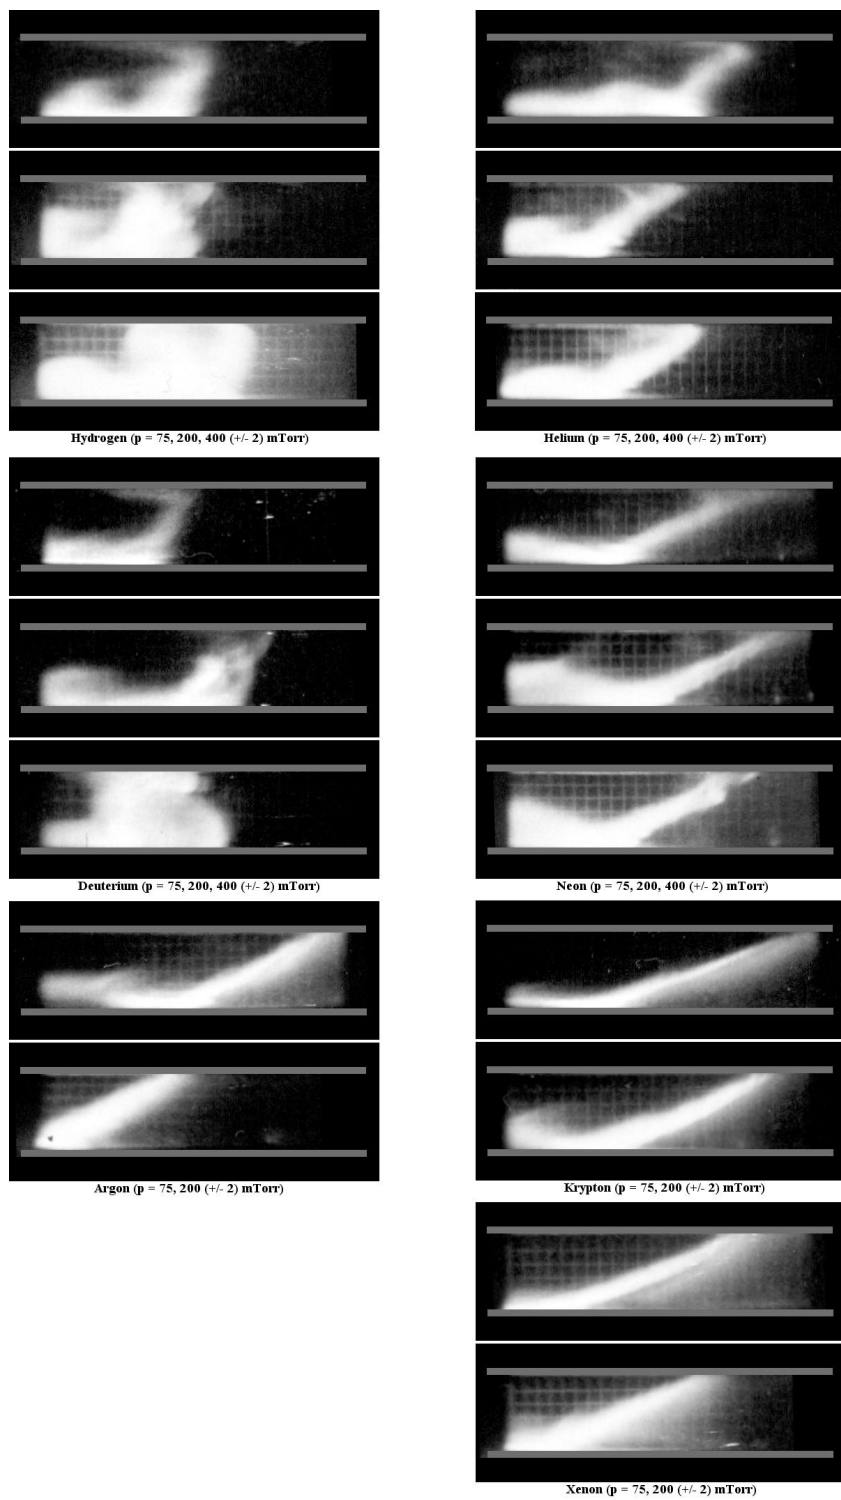 Hydrogen (p = 75, 200, 400 (+/- 2) mTorr)
Helium (p = 75, 200, 400 (+/- 2) mTorr)
Deuterium (p = 75, 200, 400 (+/- 2) mTorr)
Neon (p = 75, 200, 400 (+/- 2) mTorr)
Argon (p = 75, 200 (+/- 2) mTorr)
Krypton (p = 75, 200 (+/- 2) mTorr)
Xenon (p = 75, 200 (+/- 2) mTorr)